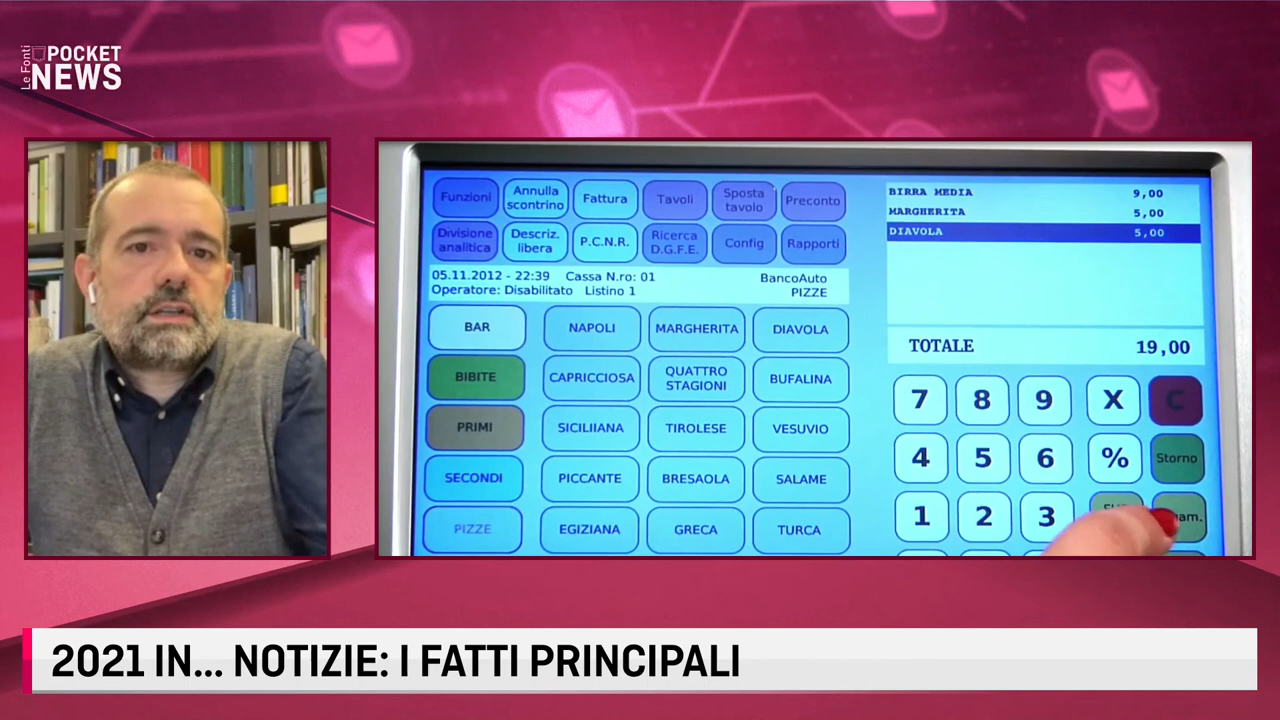 Le Fonti
POCKET
NEWS
Funzioni
Annulla
scontrino
Fattura
Tavoli
Sposta
tavolo
Preconto
Divisione
analitica
Descriz.
libera
P.C.N.R.
Ricerca
D.G.F.E.
Config
Rapporti
05.11.2012 - 22:39 Cassa N.ro: 01 BancoAuto
Operatore: Disabilitato Listino 1 PIZZE
BAR NAPOLI MARGHERITA DIAVOLA
BIBITE CAPRICCIOSA QUATTRO STAGIONI BUFALINA
PRIMI SICILIIANA TIROLESE VESUVIO
SECONDI PICCANTE BRESAOLA SALAME
PIZZE EGIZIANA GRECA TURCA
BIRRA MEDIA 9,00
MARGHERITA 5,00
DIAVOLA 5,00
TOTALE 19,00
7 8 9 X C
4 5 6 % Storno
1 2 3
2021 IN... NOTIZIE: I FATTI PRINCIPALI